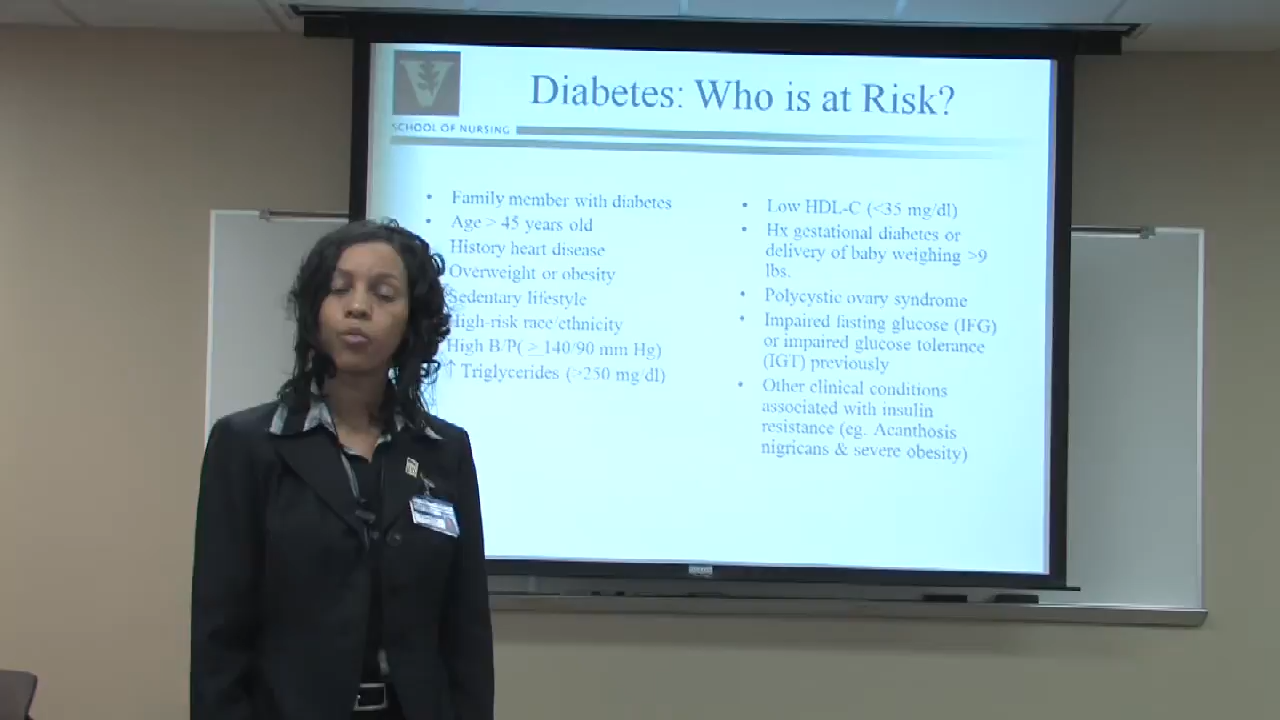 V
SCHOOL OF NURSING
Diabetes: Who is at Risk?
• Family member with diabetes
• Age > 45 years old
History heart disease
Overweight or obesity
Sedentary lifestyle
High-risk race/ethnicity
High B/P( ≥ 140/90 mm Hg)
↑ Triglycerides (>250 mg/dl)
• Low HDL-C (<35 mg/dl)
• Hx gestational diabetes or
delivery of baby weighing >9
lbs.
• Polycystic ovary syndrome
• Impaired fasting glucose (IFG)
or impaired glucose tolerance
(IGT) previously
• Other clinical conditions
associated with insulin
resistance (eg. Acanthosis
nigricans & severe obesity)